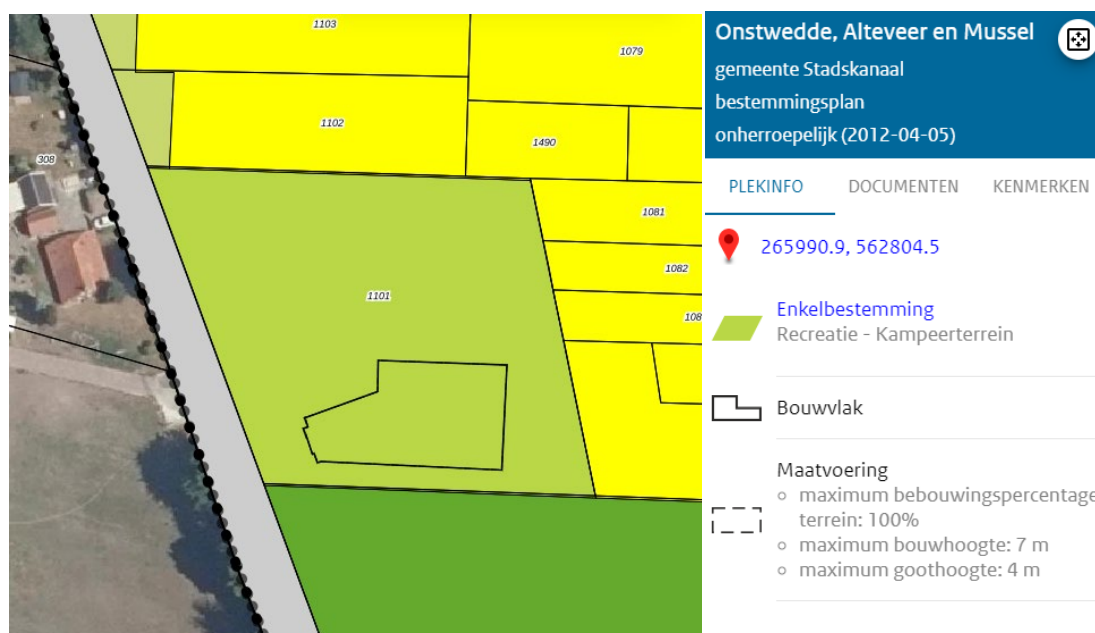 1103
1079
1102
1490
308
1081
1082
1101
108
Onstwedde, Alteveer en Mussel
gemeente Stadskanaal
bestemmingsplan
onherroepelijk (2012-04-05)
PLEKINFO DOCUMENTEN KENMERKEN
265990.9, 562804.5
Enkelbestemming
Recreatie - Kampeerterrein
Bouwvlak
Maatvoering
maximum bebouwingspercentage
terrein: 100%
maximum bouwhoogte: 7 m
maximum goothoogte: 4 m